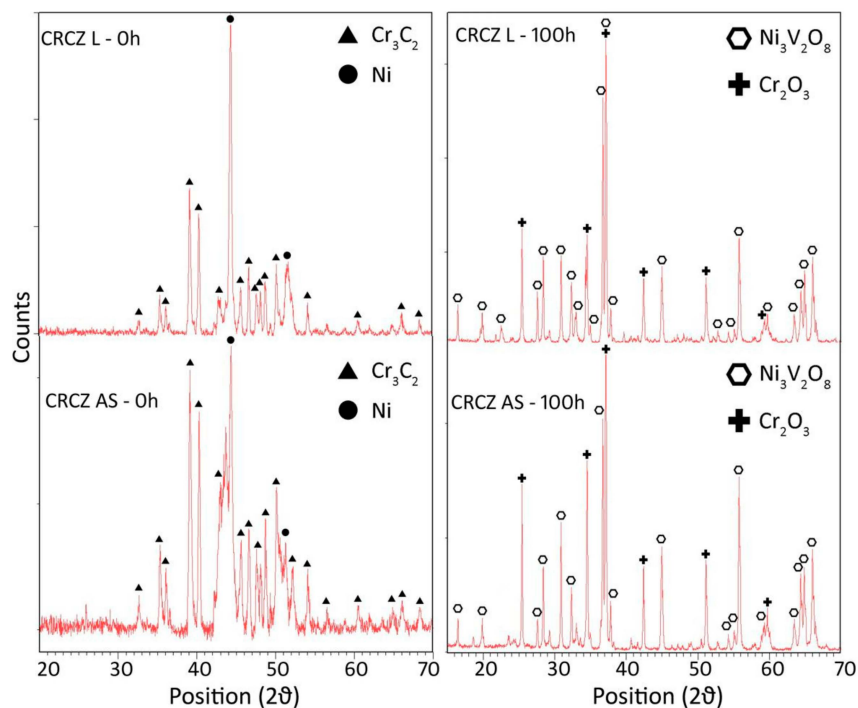 CRCZ L - 0h
Cr₃C₂
Ni
CRCZ L - 100h
Ni₃V₂O₈
Cr₂O₃
Counts
CRCZ AS - 0h
Cr₃C₂
Ni
CRCZ AS - 100h
Ni₃V₂O₈
Cr₂O₃
20 30 40 50 60 70
20 30 40 50 60 70
Position (2ϑ)
Position (2ϑ)